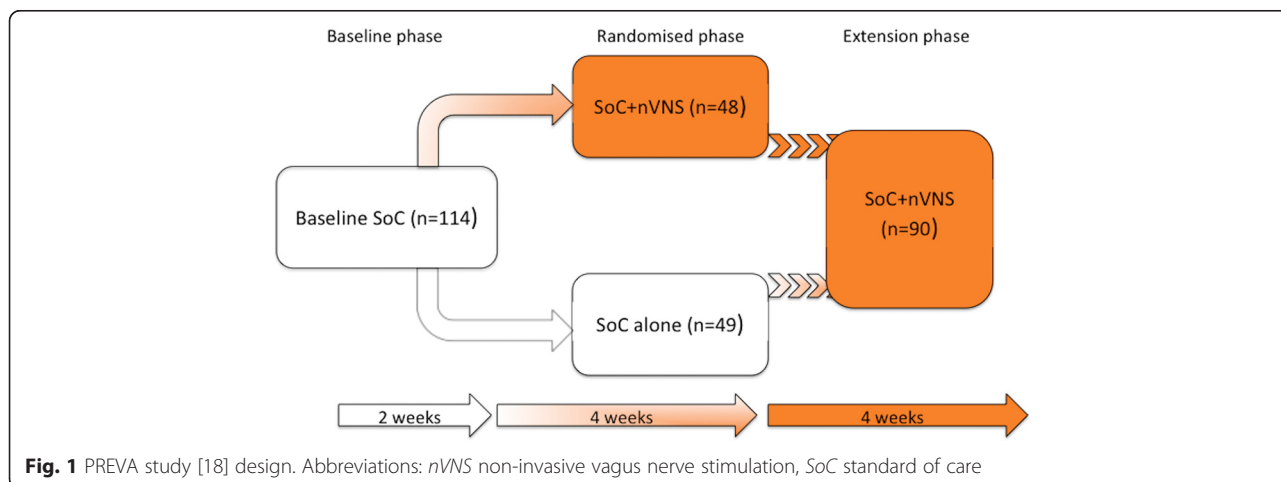 Baseline phase
Randomised phase
Extension phase
SoC+nVNS (n=48)
Baseline SoC (n=114)
SoC+nVNS
(n=90)
SoC alone (n=49)
2 weeks
4 weeks
4 weeks
Fig. 1 PREVA study [18] design. Abbreviations: nVNS non-invasive vagus nerve stimulation, SoC standard of care